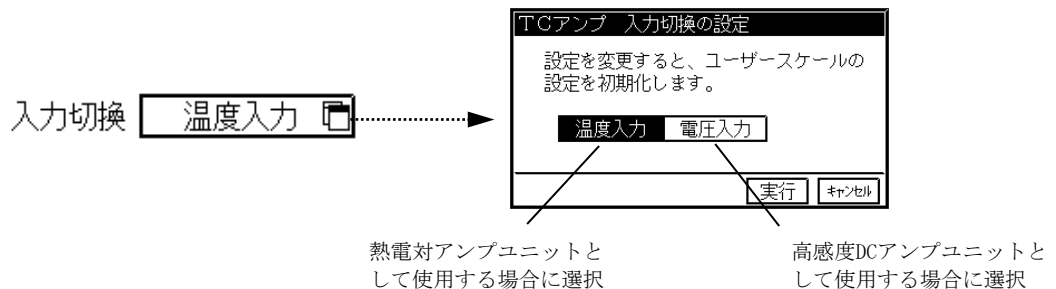 入力切換 温度入力
TCアンプ 入力切換の設定
設定を変更すると、ユーザースケールの
設定を初期化します。
温度入力 電圧入力
実行 キャンセル
熱電対アンプユニットと
して使用する場合に選択
高感度DCアンプユニットと
して使用する場合に選択